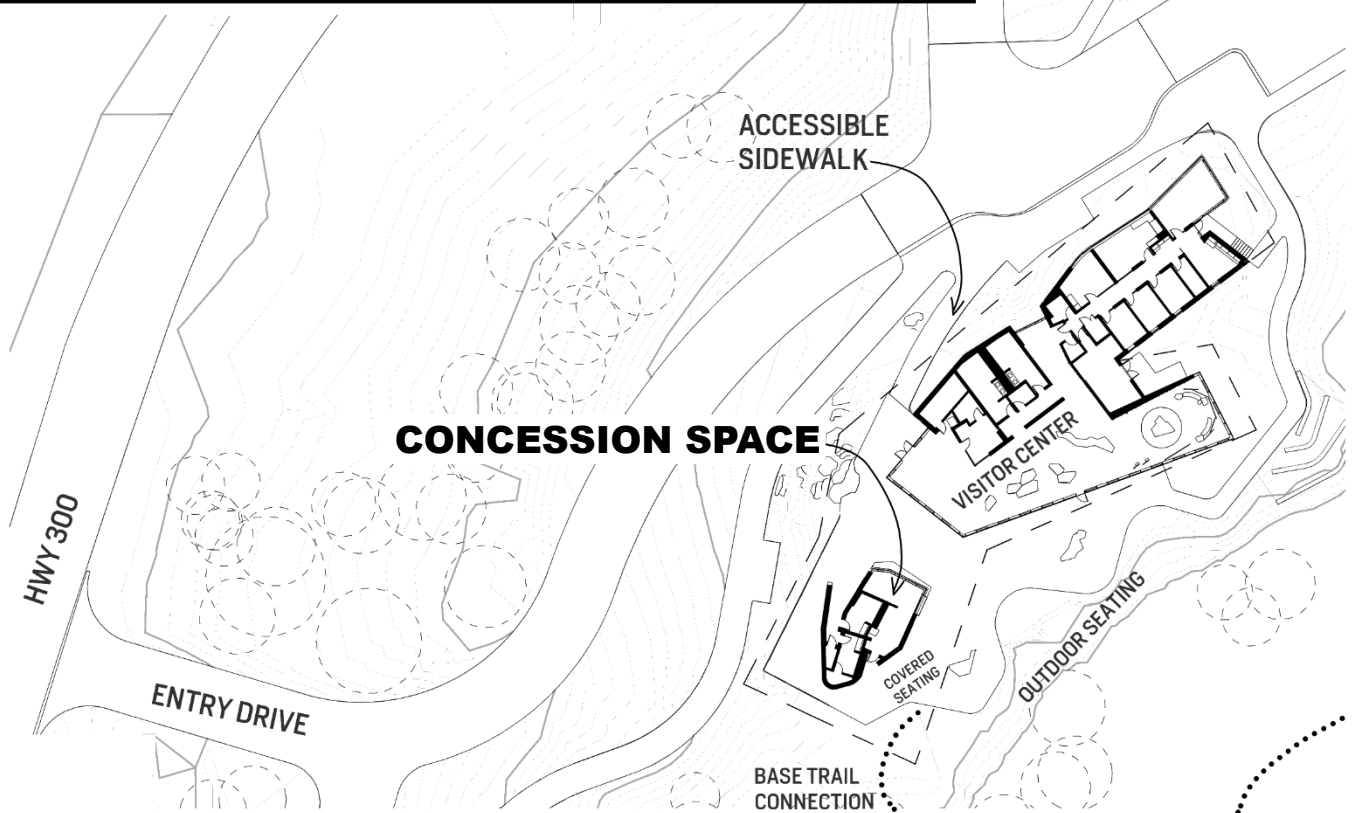 ACCESSIBLE
SIDEWALK
CONCESSION SPACE
VISITOR CENTER
HWY 300
COVERED
SEATING
OUTDOOR SEATING
ENTRY DRIVE
BASE TRAIL
CONNECTION